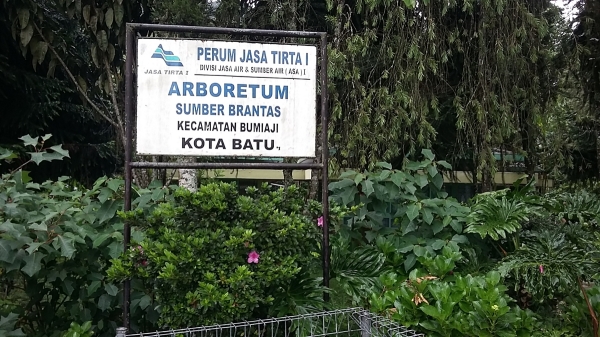 JASA TIRTA I
PERUM JASA TIRTA I
DIVISI JASA AIR & SUMBER AIR ( ASA ) I
ARBORETUM
SUMBER BRANTAS
KECAMATAN BUMIAJI
KOTA BATU